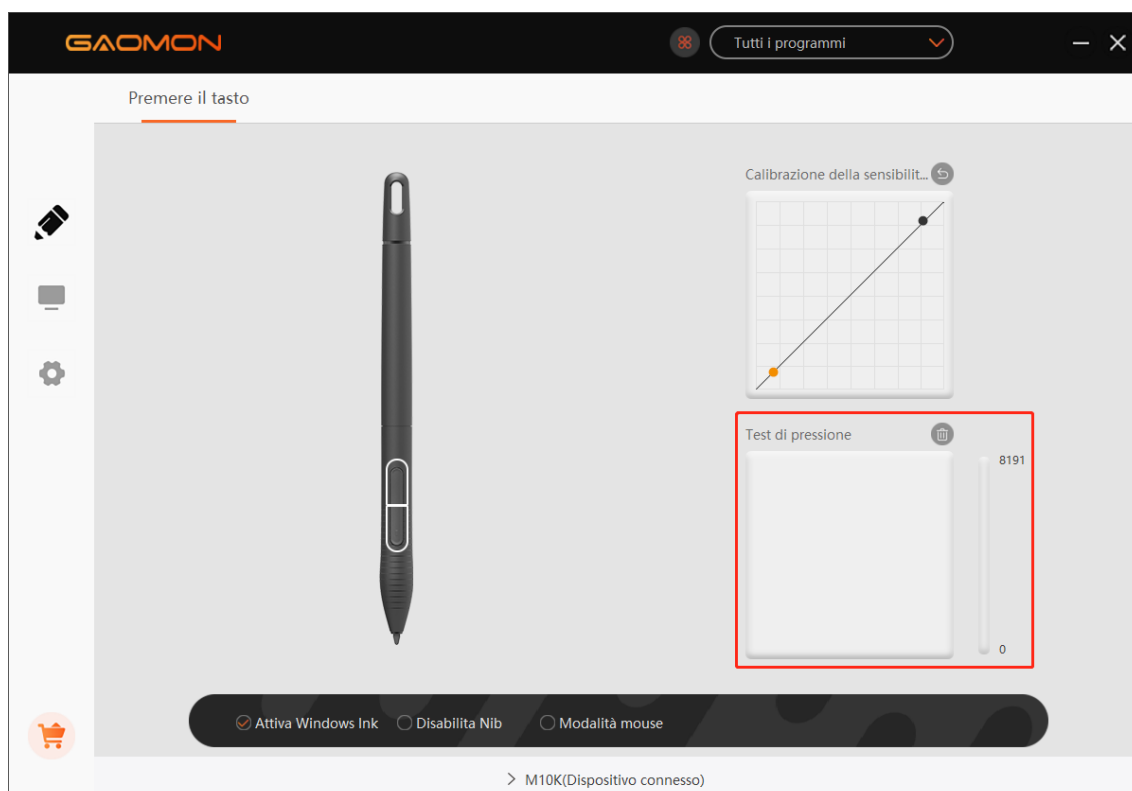 GAOMON
Tutti i programmi
Premere il tasto
Calibrazione della sensibilit...
Test di pressione
8191
0
Attiva Windows Ink
Disabilita Nib
Modalità mouse
M10K(Dispositivo connesso)